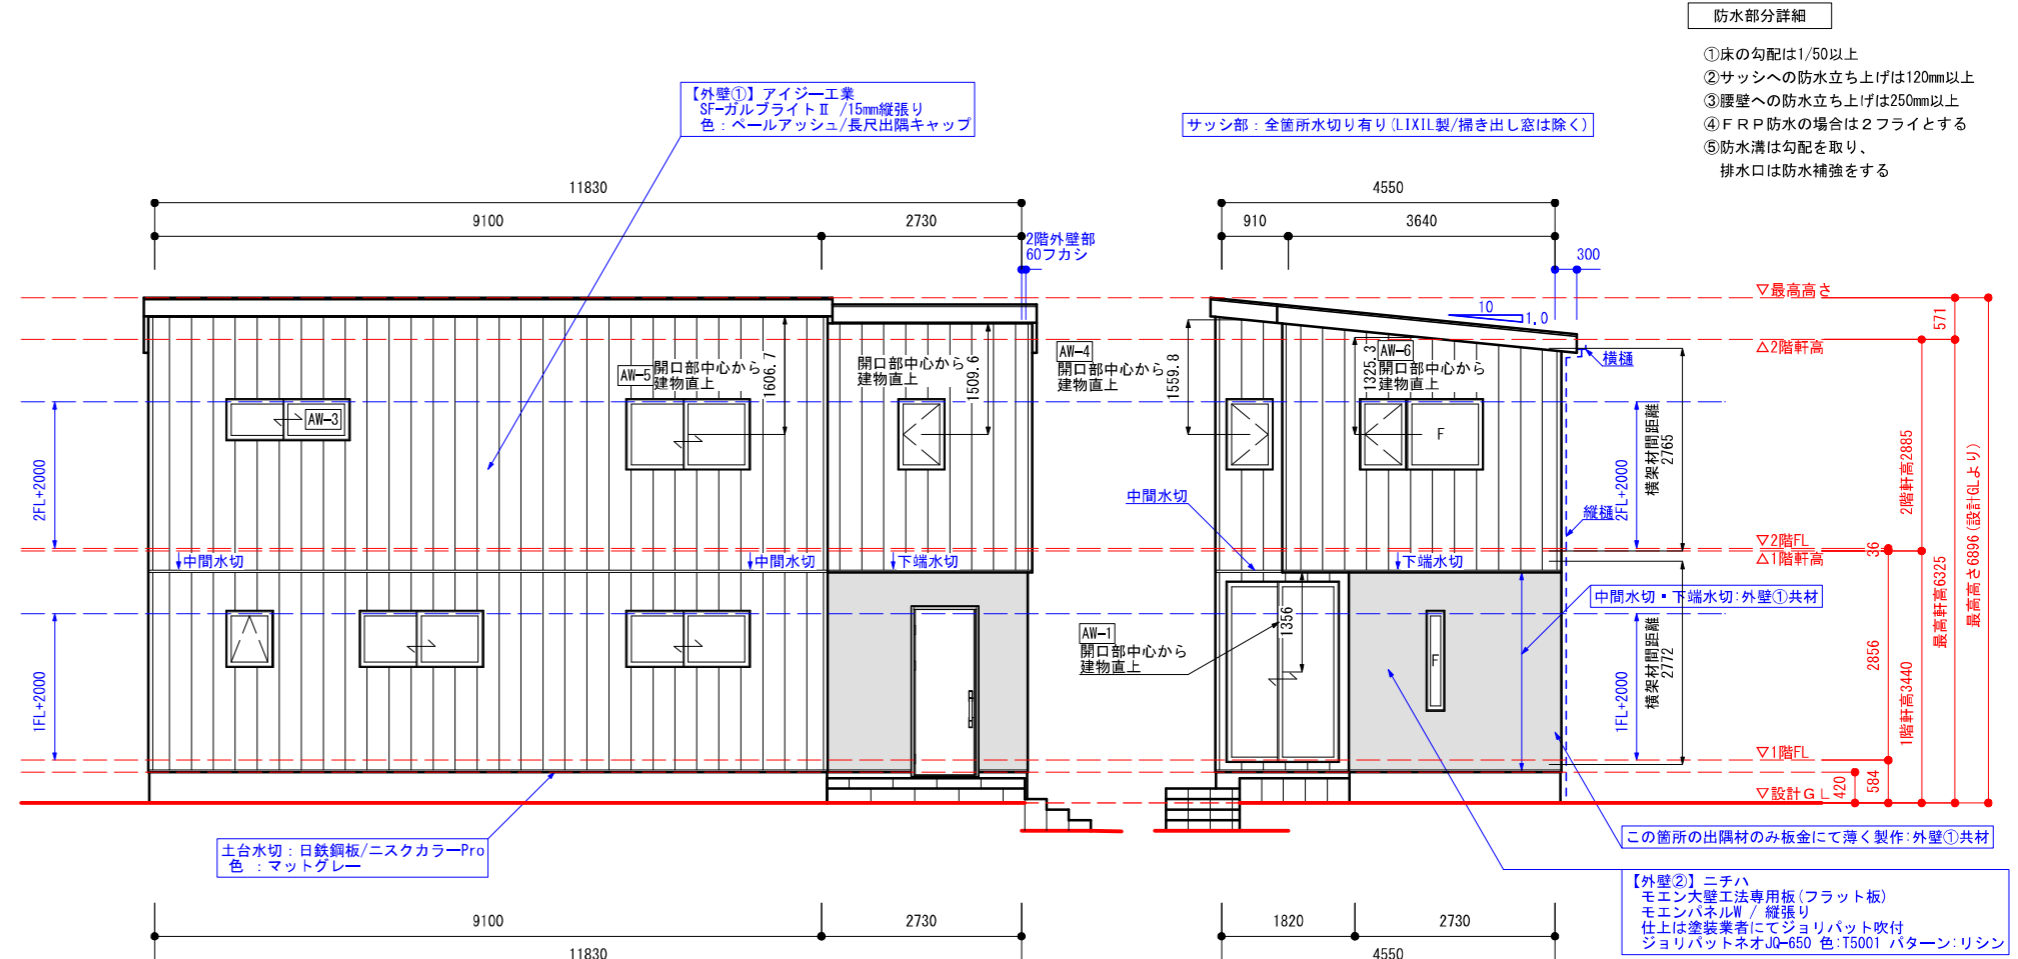 防水部分詳細
①床の勾配は1/50以上
②サッシへの防水立ち上げは120mm以上
③腰壁への防水立ち上げは250mm以上
④ＦＲＰ防水の場合は２フライとする
⑤防水溝は勾配を取り、
排水口は防水補強をする
【外壁①】アイジー工業
SF-ガルブライトⅡ /15mm縦張り
色：ペールアッシュ/長尺出隅キャップ
サッシ部：全箇所水切り有り(LIXIL製/掃き出し窓は除く)
11830
9100
2730
2階外壁部
60フカシ
4550
910
3640
300
10
1.0
▽最高高さ
571
△2階軒高
横樋
AW-5
開口部中心から
建物直上
1606.7
開口部中心から
建物直上
1509.6
AW-4
開口部中心から
建物直上
1559.8
1325.3
AW-6
開口部中心から
建物直上
AW-3
F
2FL+2000
中間水切
縦樋
2FL+2000
横架材間距離
2765
2階軒高2885
最高軒高6325
最高高さ6896(設計GLより)
▽2階FL
△1階軒高
36
中間水切
中間水切
下端水切
下端水切
中間水切・下端水切:外壁①共材
1FL+2000
AW-1
開口部中心から
建物直上
1356
F
1FL+2000
横架材間距離
2772
2856
1階軒高3440
▽1階FL
420
584
▽設計ＧＬ
土台水切：日鉄鋼板/ニスクカラーPro
色 ：マットグレー
この箇所の出隅材のみ板金にて薄く製作:外壁①共材
【外壁②】ニチハ
モエン大壁工法専用板(フラット板)
モエンパネルW / 縦張り
仕上は塗装業者にてジョリパット吹付
ジョリパットネオJQ-650 色:T5001 パターン:リシン
9100
2730
11830
1820
2730
4550